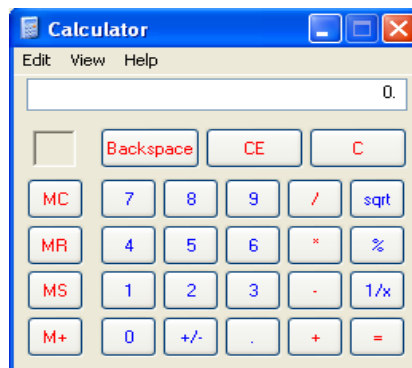 Calculator
Edit View Help
0.
Backspace CE C
MC 7 8 9 / sqrt
MR 4 5 6 * %
MS 1 2 3 - 1/x
M+ 0 +/- . + =